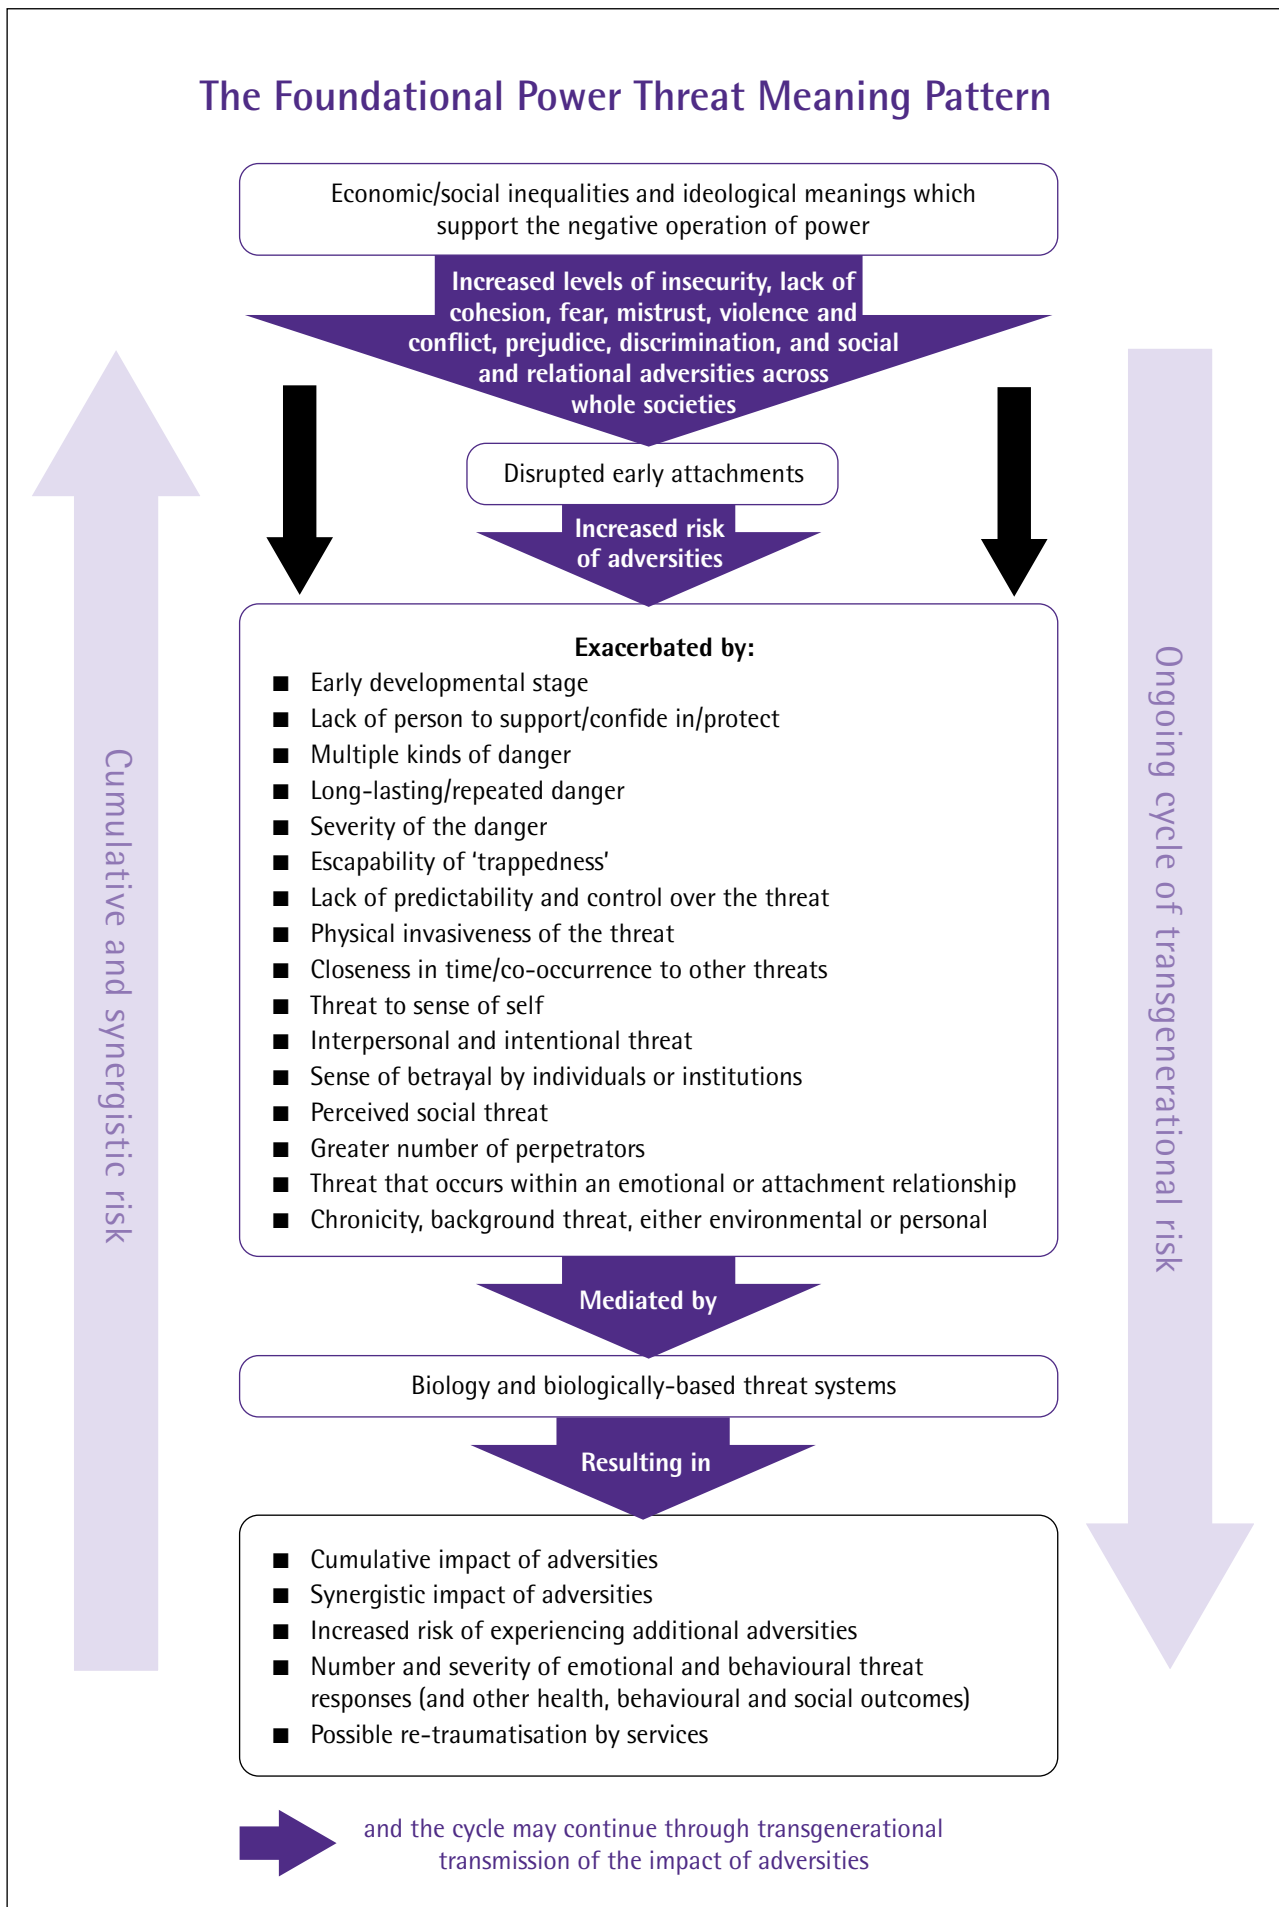 The Foundational Power Threat Meaning Pattern
Economic/social inequalities and ideological meanings which
support the negative operation of power
Increased levels of insecurity, lack of
cohesion, fear, mistrust, violence and
conflict, prejudice, discrimination, and social
and relational adversities across
whole societies
Disrupted early attachments
Increased risk
of adversities
Exacerbated by:
■ Early developmental stage
■ Lack of person to support/confide in/protect
■ Multiple kinds of danger
■ Long-lasting/repeated danger
■ Severity of the danger
■ Escapability of ‘trappedness’
■ Lack of predictability and control over the threat
■ Physical invasiveness of the threat
■ Closeness in time/co-occurrence to other threats
■ Threat to sense of self
■ Interpersonal and intentional threat
■ Sense of betrayal by individuals or institutions
■ Perceived social threat
■ Greater number of perpetrators
■ Threat that occurs within an emotional or attachment relationship
■ Chronicity, background threat, either environmental or personal
Mediated by
Biology and biologically-based threat systems
Resulting in
■ Cumulative impact of adversities
■ Synergistic impact of adversities
■ Increased risk of experiencing additional adversities
■ Number and severity of emotional and behavioural threat
responses (and other health, behavioural and social outcomes)
■ Possible re-traumatisation by services
and the cycle may continue through transgenerational
transmission of the impact of adversities
Cumulative and synergistic risk
Ongoing cycle of transgenerational risk